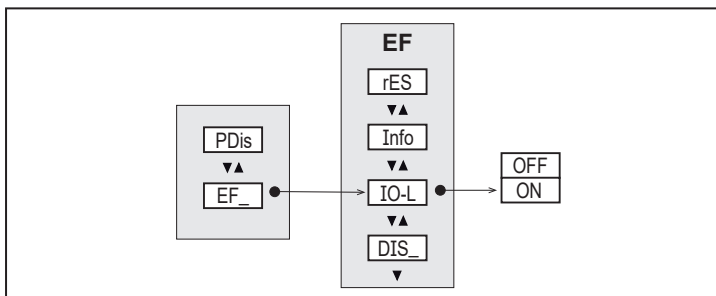 EF
rES
Info
PDis
IO-L
EF_
OFF
ON
DIS_